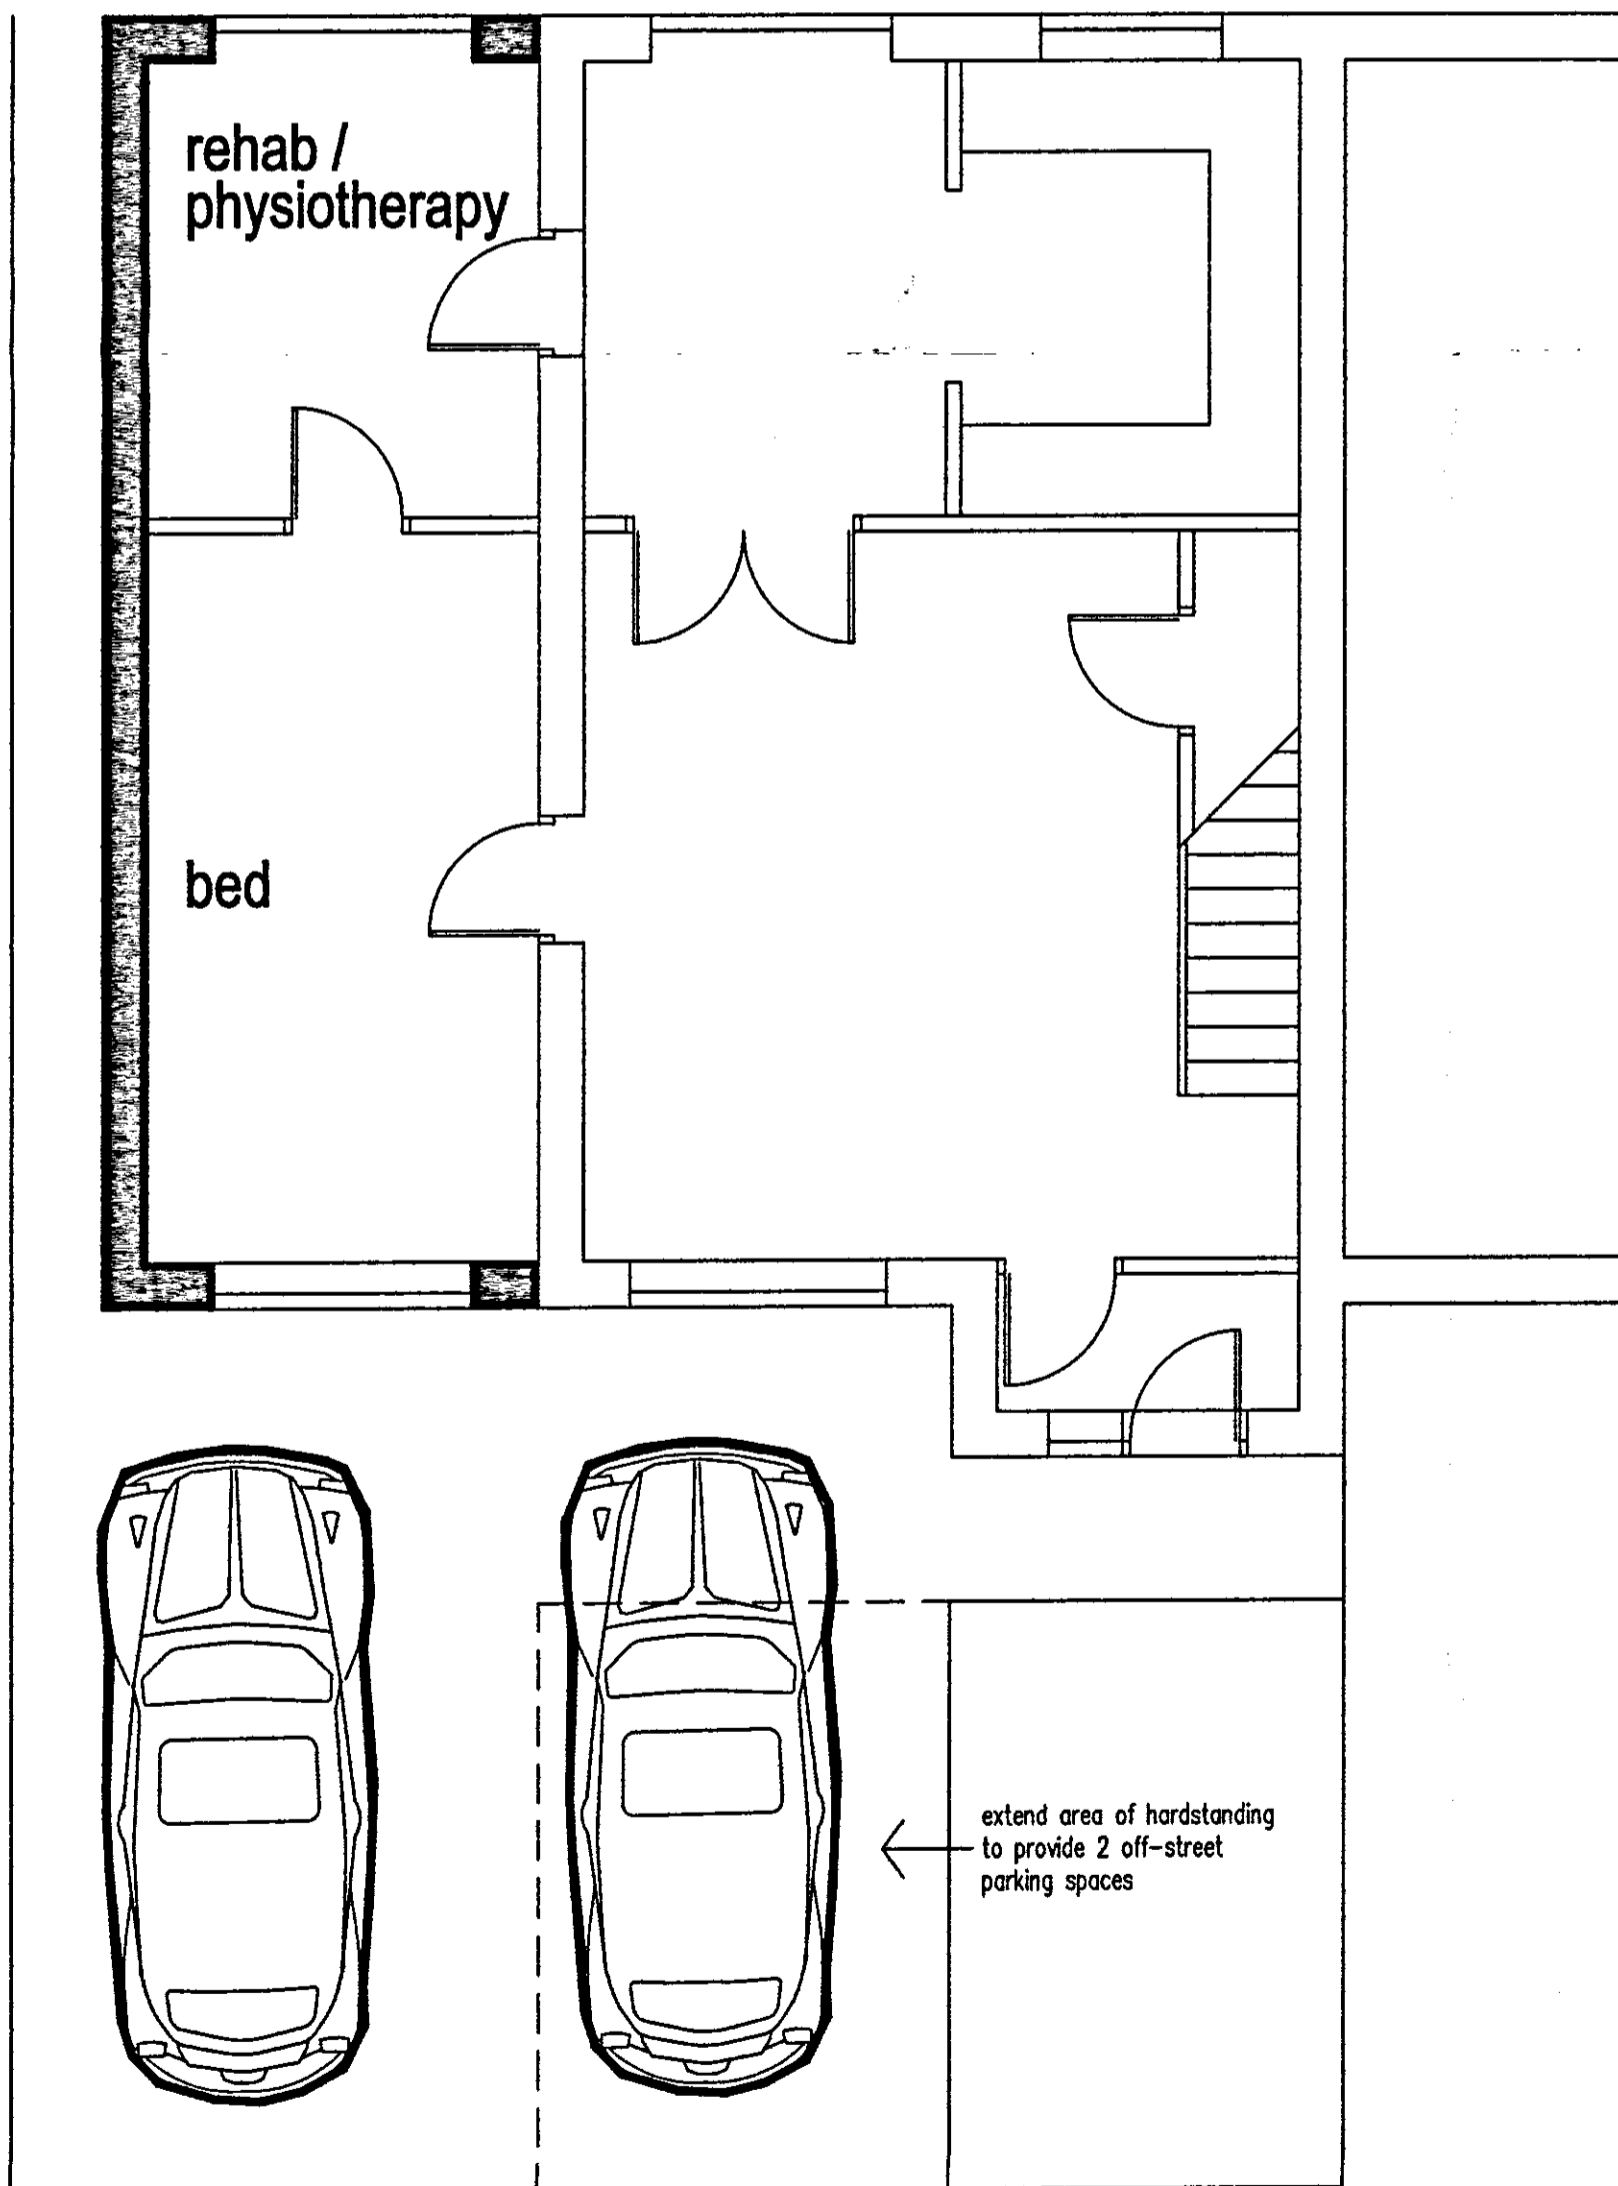 rehab /
physiotherapy
bed
extend area of hardstanding
to provide 2 off-street
parking spaces